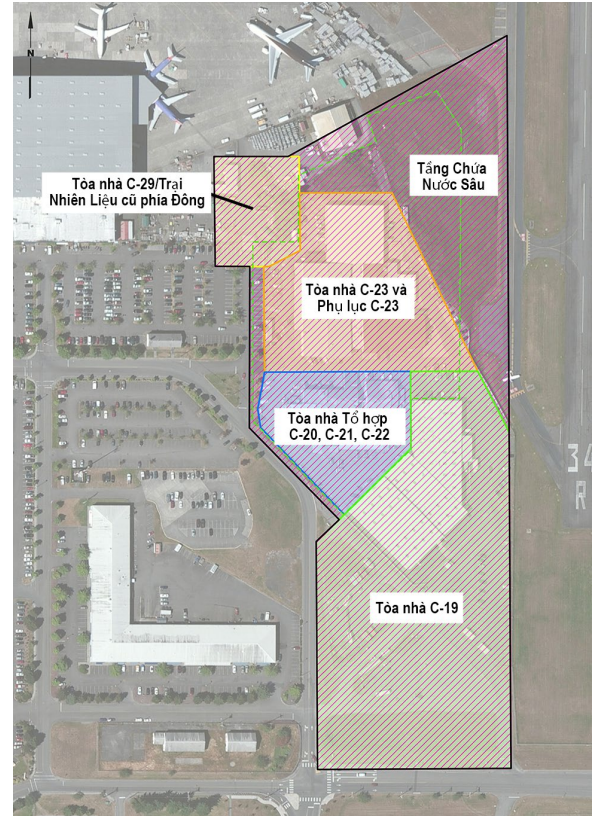 N
Tầng Chứa
Nước Sâu
Tòa nhà C-29/Trại
Nhiên Liệu cũ phía Đông
Tòa nhà C-23 và
Phụ lục C-23
Tòa nhà Tổ hợp
C-20, C-21, C-22
Tòa nhà C-19
34
R